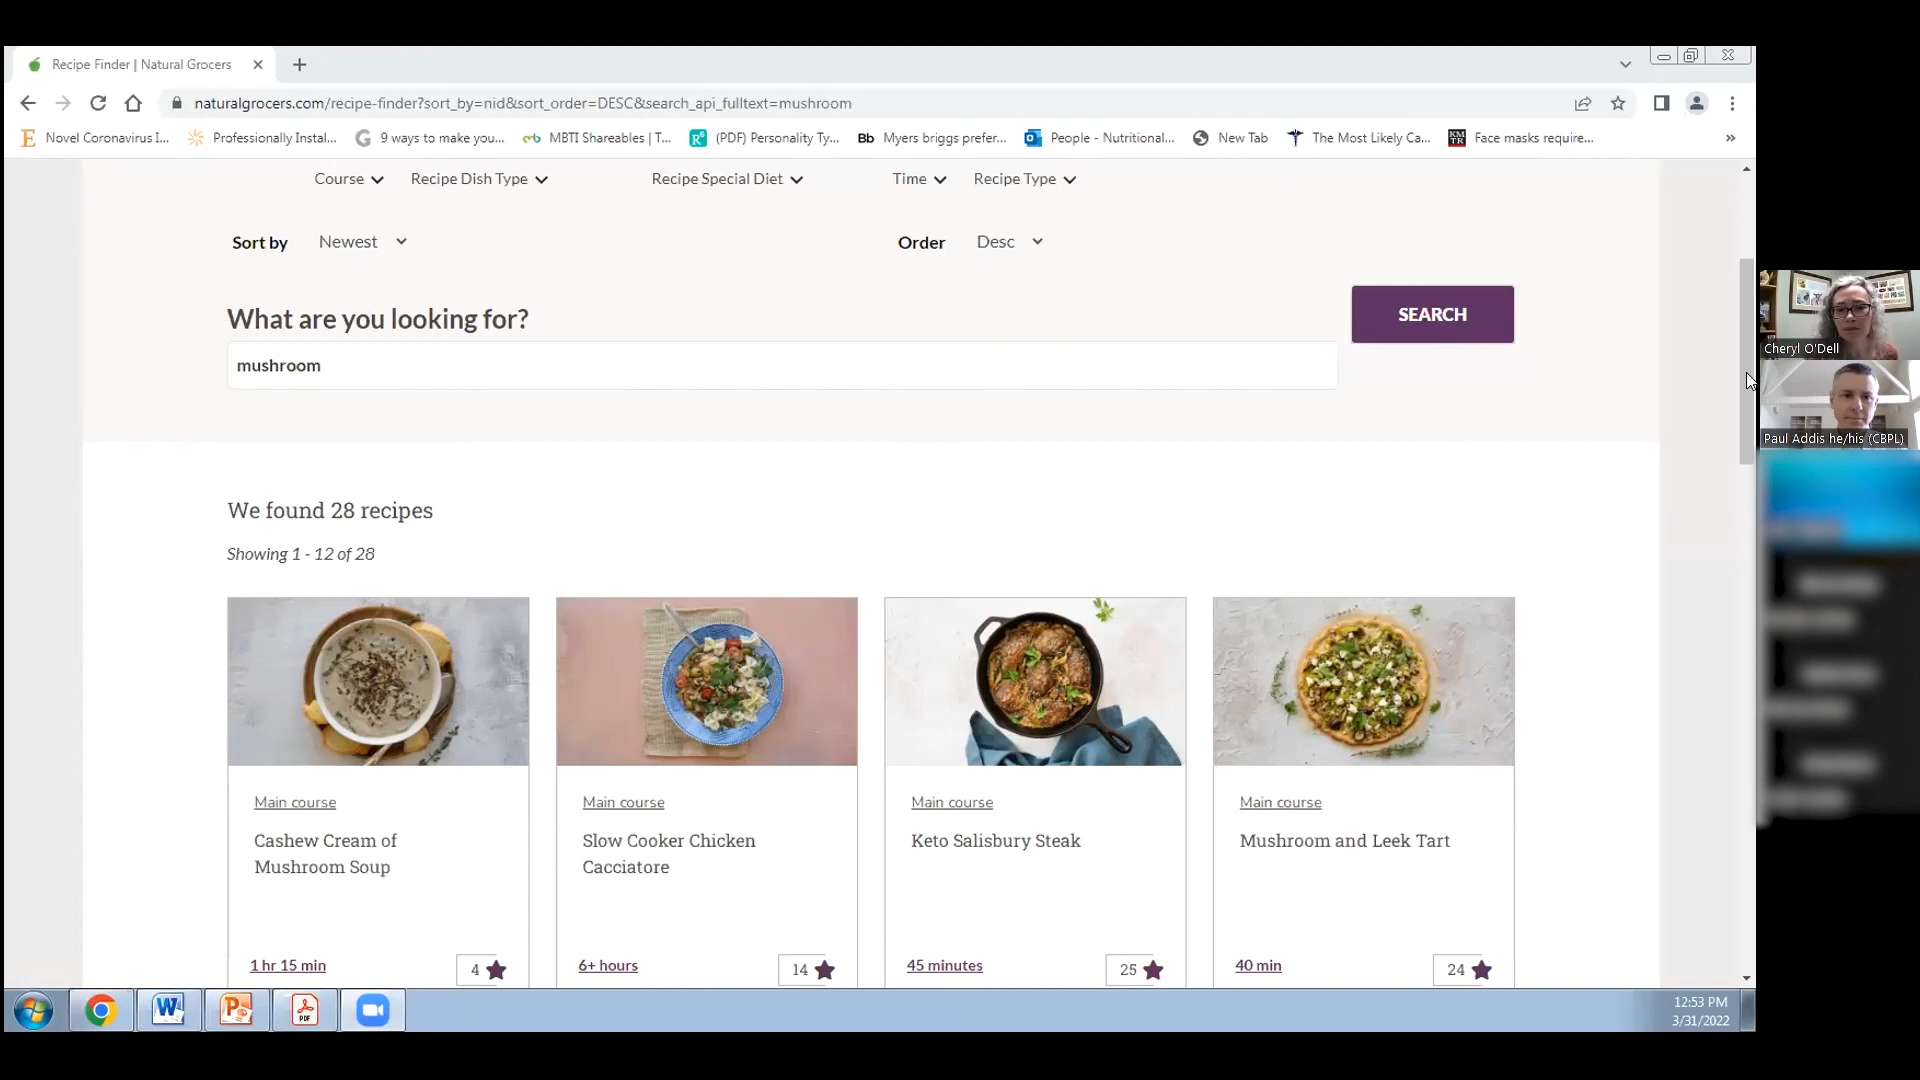 Recipe Finder | Natural Grocers
naturalgrocers.com/recipe-finder?sort_by=nid&sort_order=DESC&search_api_fulltext=mushroom
Novel Coronavirus I... Professionally Instal... 9 ways to make you... MBTI Shareables | T... (PDF) Personality Ty... Bb Myers briggs prefer... People - Nutritional... New Tab The Most Likely Ca... KMTR Face masks require... »
Course Recipe Dish Type Recipe Special Diet Time Recipe Type
Sort by Newest Order Desc
What are you looking for?
SEARCH
mushroom
Cheryl O'Dell
Paul Addis he/his (CBPL)
We found 28 recipes
Showing 1 - 12 of 28
Main course Main course Main course Main course
Cashew Cream of Slow Cooker Chicken Keto Salisbury Steak Mushroom and Leek Tart
Mushroom Soup Cacciatore
1 hr 15 min 4 6+ hours 14 45 minutes 25 40 min 24
12:53 PM
3/31/2022